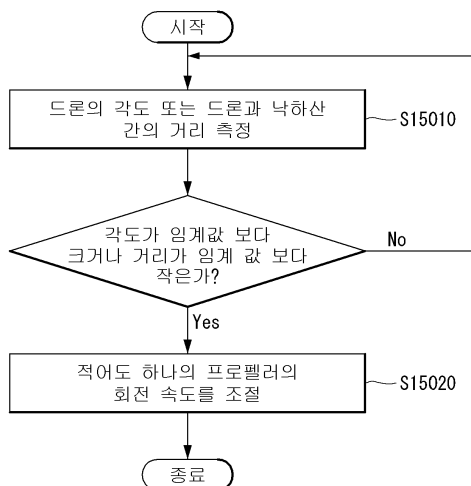 시작
드론의 각도 또는 드론과 낙하산
간의 거리 측정
S15010
각도가 임계값 보다
크거나 거리가 임계 값 보다
작은가?
No
Yes
적어도 하나의 프로펠러의
회전 속도를 조절
S15020
종료